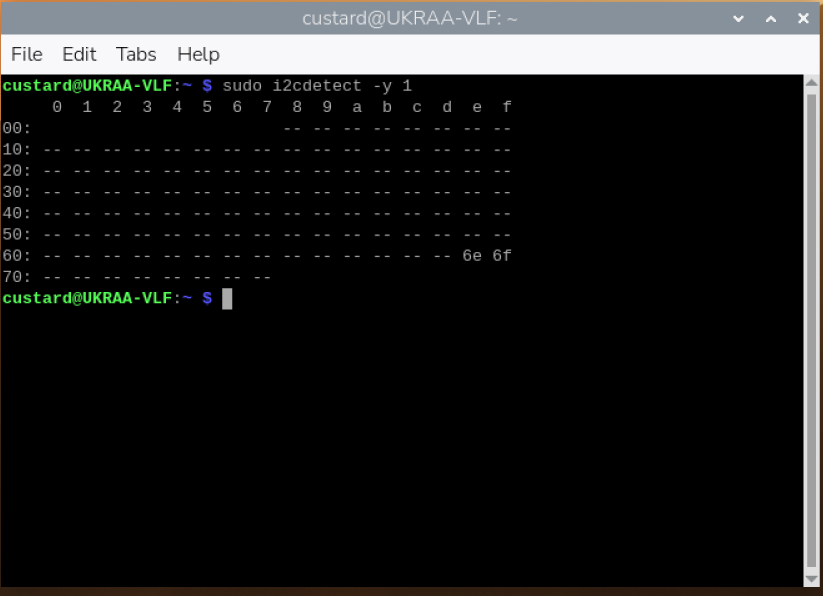 custard@UKRAA-VLF: ~
File Edit Tabs Help
custard@UKRAA-VLF:~ $ sudo i2cdetect -y 1
     0  1  2  3  4  5  6  7  8  9  a  b  c  d  e  f
00:                         -- -- -- -- -- -- -- --
10: -- -- -- -- -- -- -- -- -- -- -- -- -- -- -- --
20: -- -- -- -- -- -- -- -- -- -- -- -- -- -- -- --
30: -- -- -- -- -- -- -- -- -- -- -- -- -- -- -- --
40: -- -- -- -- -- -- -- -- -- -- -- -- -- -- -- --
50: -- -- -- -- -- -- -- -- -- -- -- -- -- -- -- --
60: -- -- -- -- -- -- -- -- -- -- -- -- -- -- 6e 6f
70: -- -- -- -- -- -- -- --
custard@UKRAA-VLF:~ $